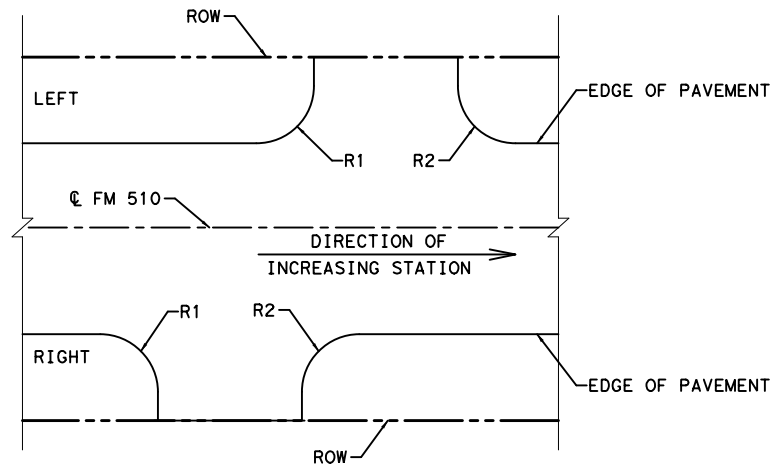 ROW
LEFT
EDGE OF PAVEMENT
R1
R2
℄ FM 510
DIRECTION OF
INCREASING STATION
R1
R2
RIGHT
EDGE OF PAVEMENT
ROW